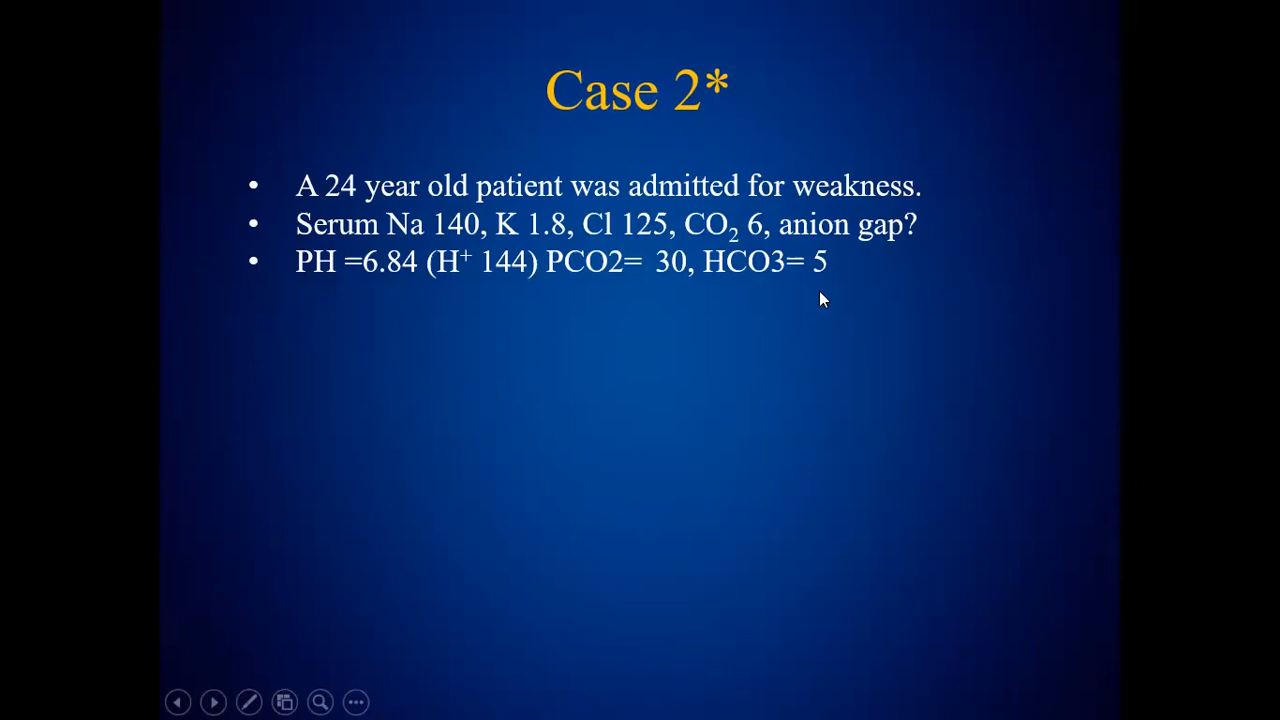 Case 2*
• A 24 year old patient was admitted for weakness.
• Serum Na 140, K 1.8, Cl 125, CO₂ 6, anion gap?
• PH =6.84 (H⁺ 144) PCO2= 30, HCO3= 5